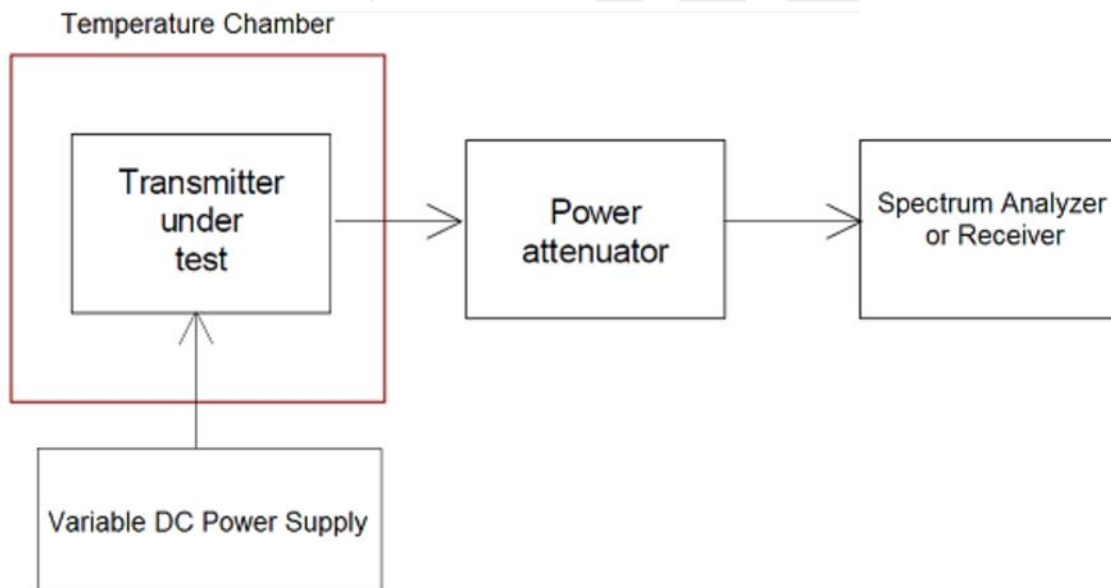 Temperature Chamber
Transmitter
under
test
Power
attenuator
Spectrum Analyzer
or Receiver
Variable DC Power Supply